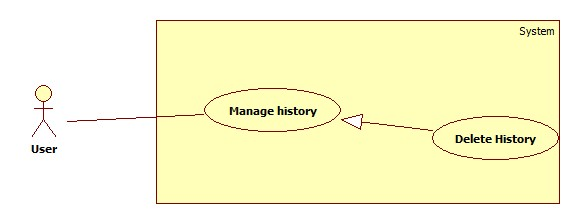 System
Manage history
Delete History
User